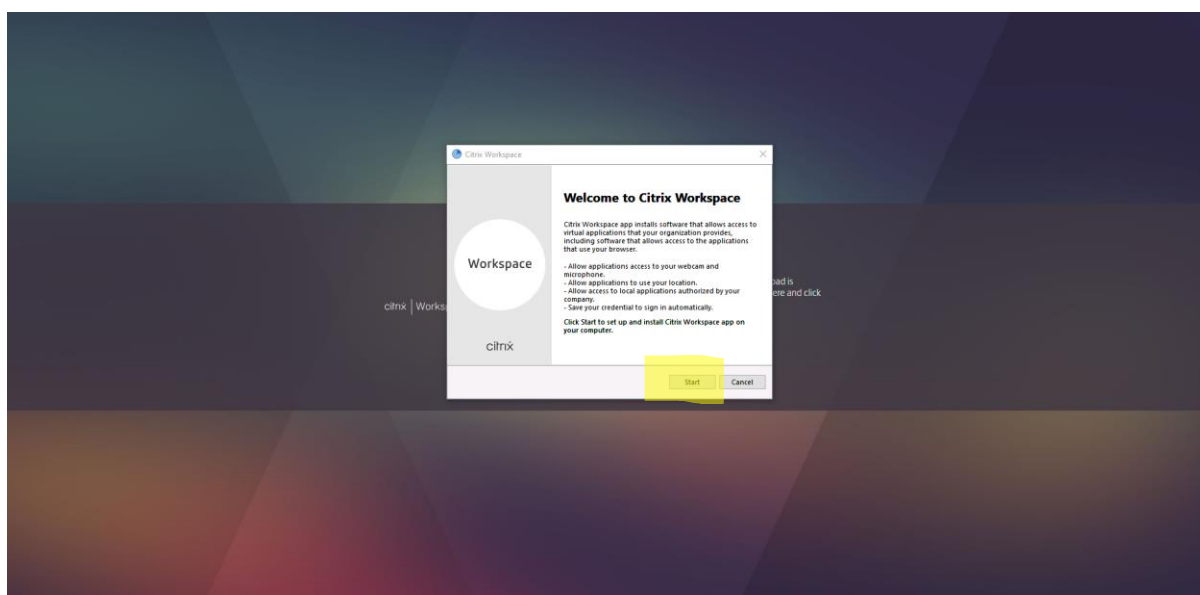 Citrix Workspace
Welcome to Citrix Workspace
Citrix Workspace app installs software that allows access to
virtual applications that your organization provides,
including software that allows access to the applications
that use your browser.
- Allow applications access to your webcam and
microphone.
- Allow applications to use your location.
- Allow access to local applications authorized by your
company.
- Save your credential to sign in automatically.
Click Start to set up and install Citrix Workspace app on
your computer.
Workspace
citrix
Start Cancel
citrix
is
and click